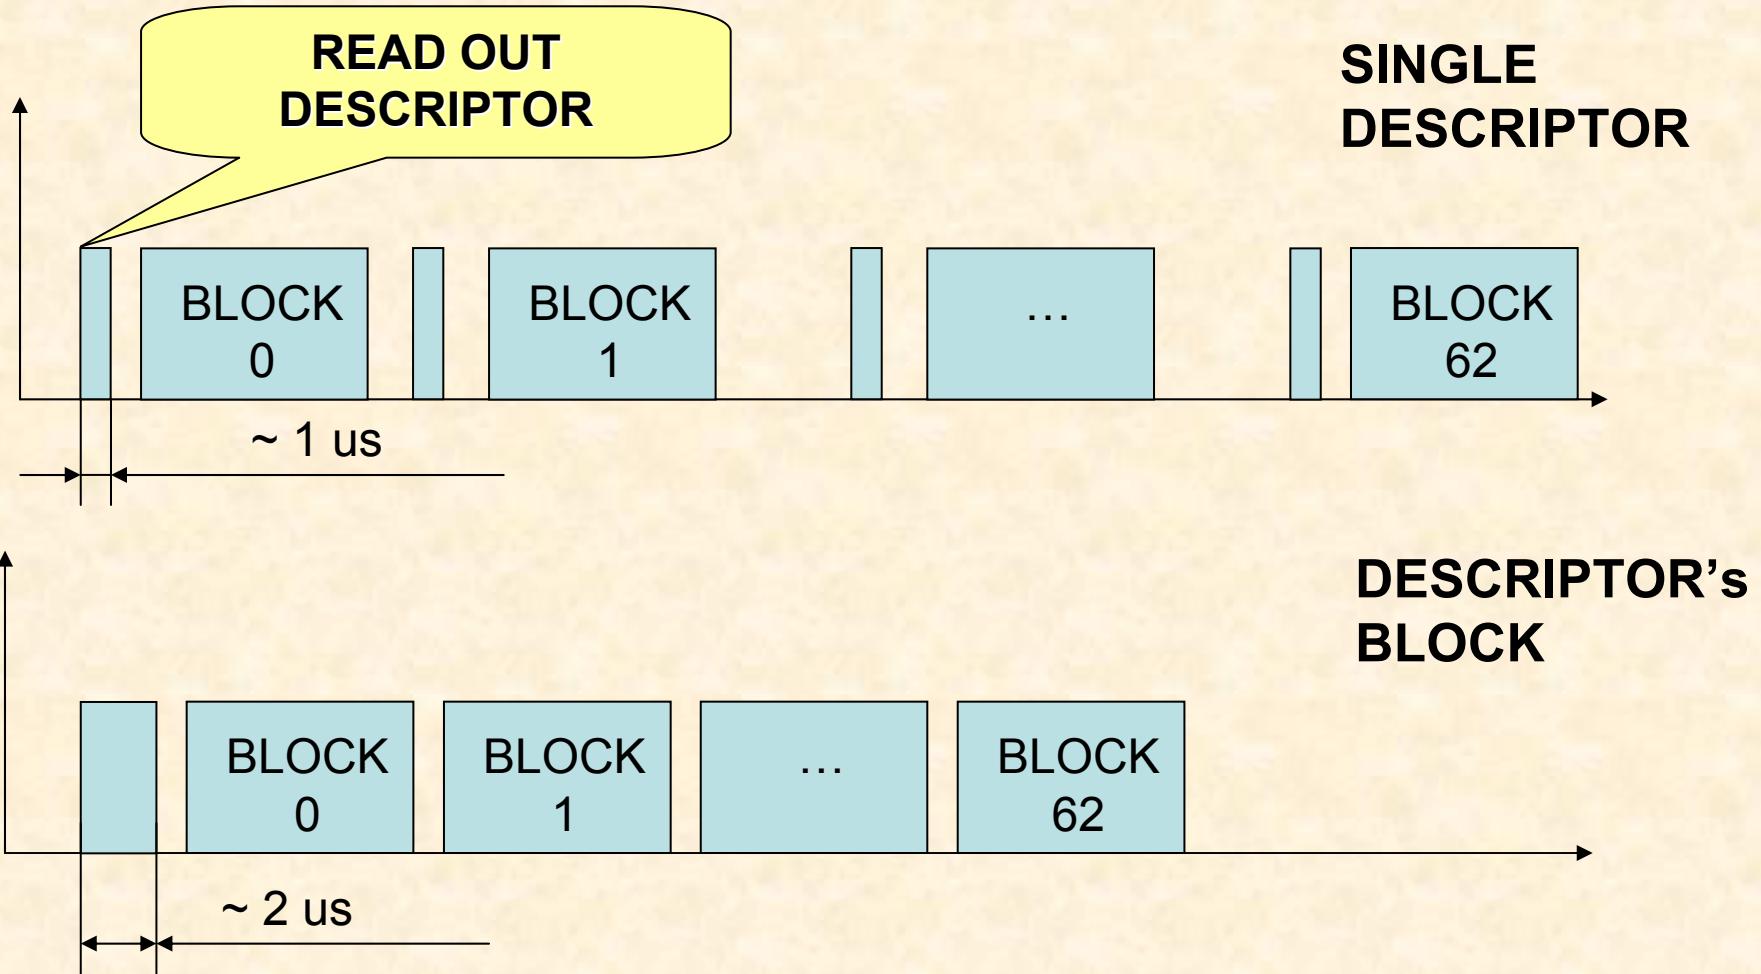 READ OUT
DESCRIPTOR
SINGLE
DESCRIPTOR
BLOCK
0
BLOCK
1
…
BLOCK
62
~ 1 us
DESCRIPTOR’s
BLOCK
BLOCK
0
BLOCK
1
…
BLOCK
62
~ 2 us